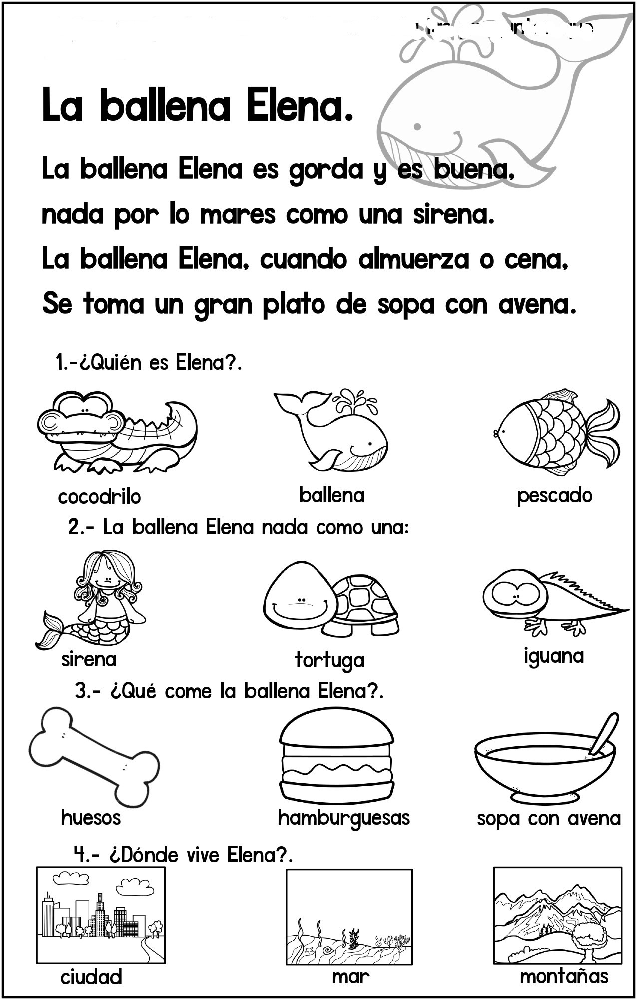 La ballena Elena.
La ballena Elena es gorda y es buena,
nada por lo mares como una sirena.
La ballena Elena, cuando almuerza o cena,
Se toma un gran plato de sopa con avena.
1.-¿Quién es Elena?.
cocodrilo ballena pescado
2.- La ballena Elena nada como una:
sirena tortuga iguana
3.- ¿Qué come la ballena Elena?.
huesos hamburguesas sopa con avena
4.- ¿Dónde vive Elena?.
ciudad mar montañas